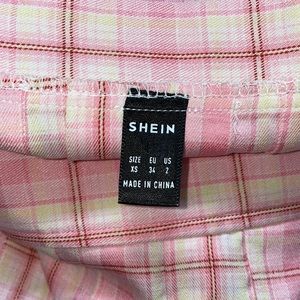 SHEIN
SIZE EU US
XS 34 2
MADE IN CHINA